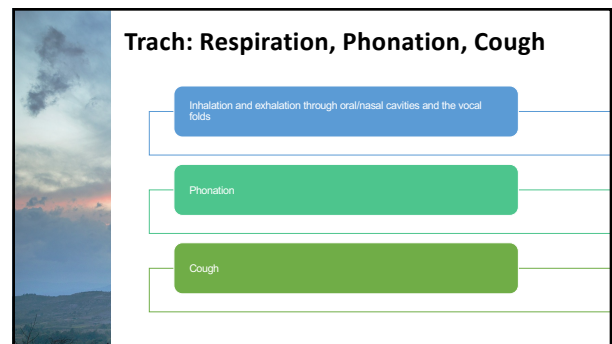 Trach: Respiration, Phonation, Cough
Inhalation and exhalation through oral/nasal cavities and the vocal
folds
Phonation
Cough